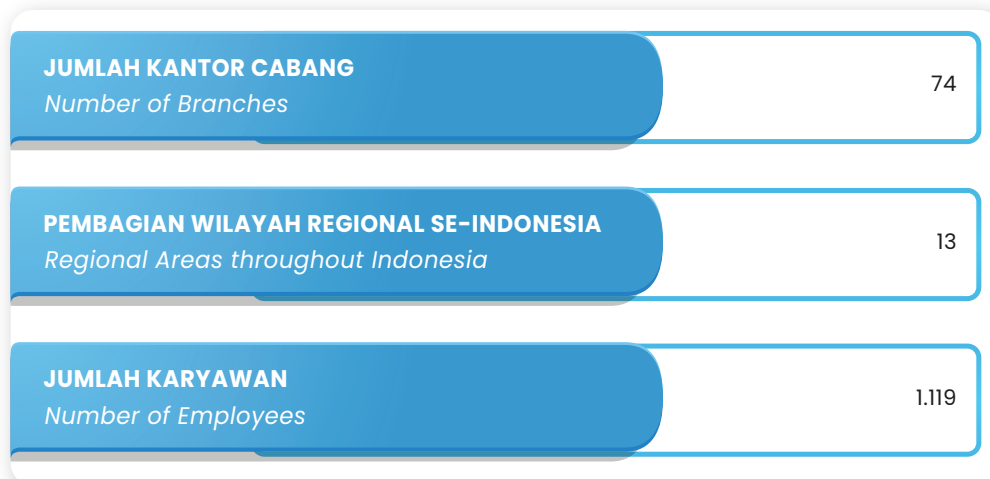 JUMLAH KANTOR CABANG
Number of Branches
74
PEMBAGIAN WILAYAH REGIONAL SE-INDONESIA
Regional Areas throughout Indonesia
13
JUMLAH KARYAWAN
Number of Employees
1.119